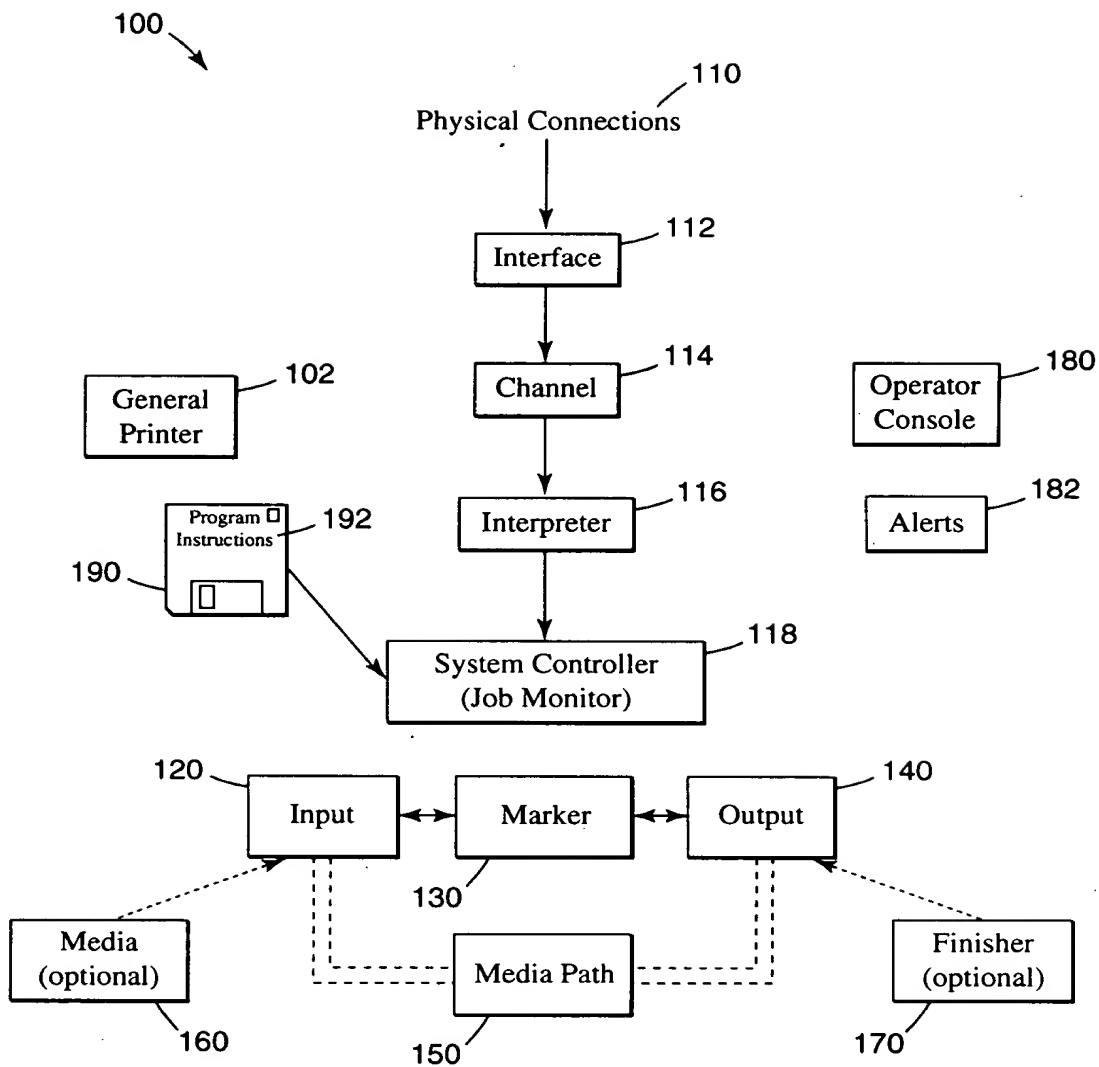 100
110
Physical Connections
112
Interface
102
General
Printer
114
Channel
180
Operator
Console
Program
Instructions
192
190
116
Interpreter
182
Alerts
118
System Controller
(Job Monitor)
120
Input
Marker
130
140
Output
Media
(optional)
160
Media Path
150
Finisher
(optional)
170